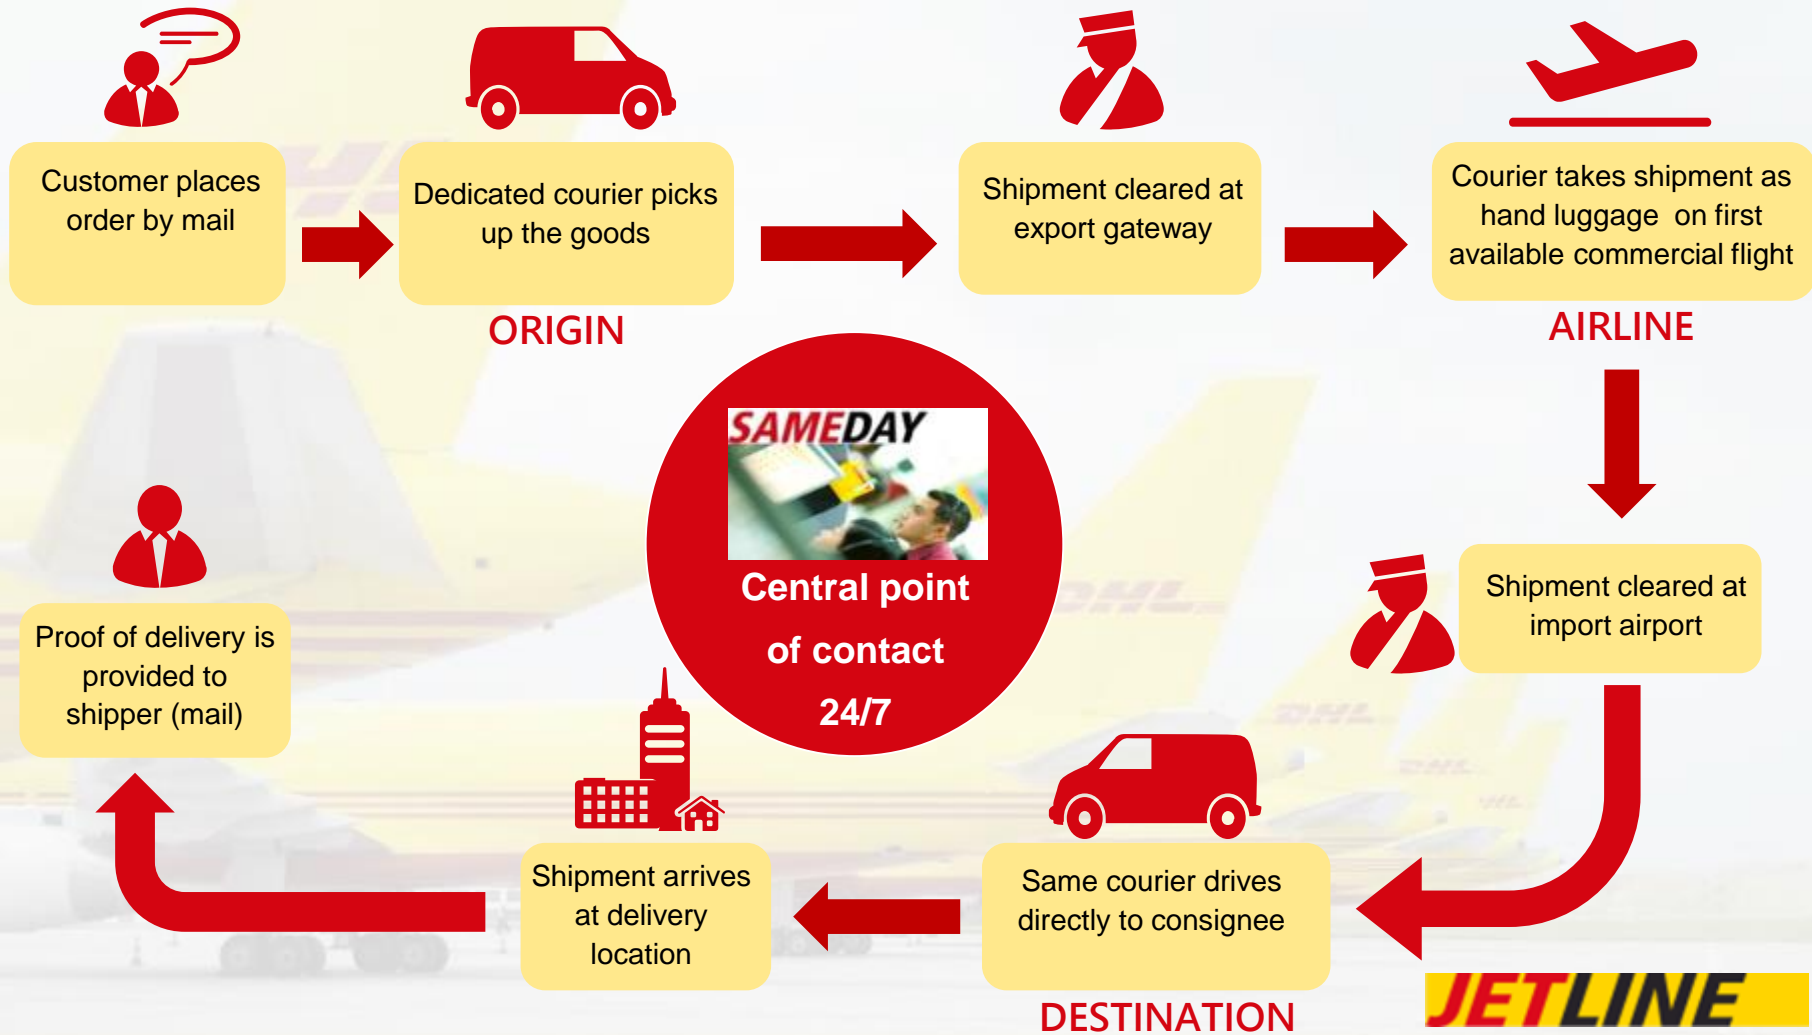 Customer places
order by mail
Dedicated courier picks
up the goods
Shipment cleared at
export gateway
Courier takes shipment as
hand luggage on first
available commercial flight
ORIGIN
AIRLINE
SAMEDAY
Central point
of contact
24/7
Shipment cleared at
import airport
Proof of delivery is
provided to
shipper (mail)
Shipment arrives
at delivery
location
Same courier drives
directly to consignee
DESTINATION
JETLINE
DHL
DHL